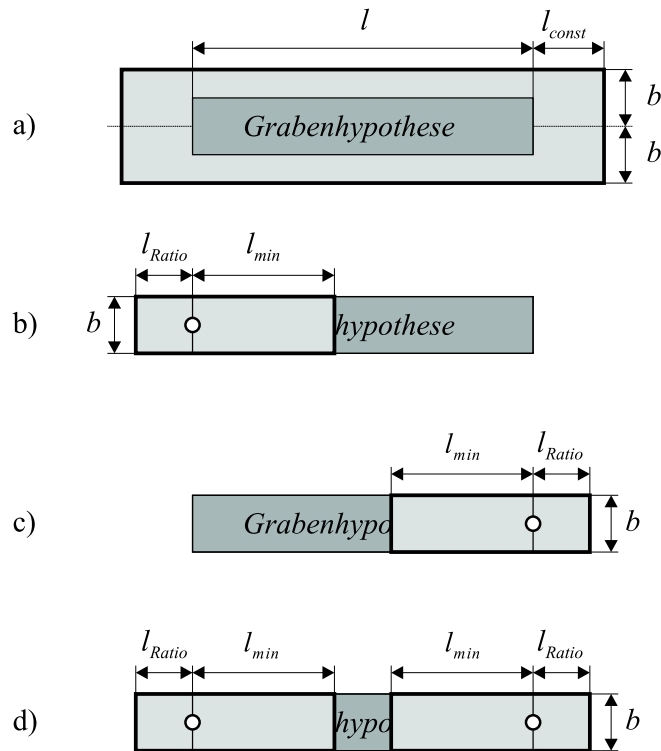 l
l_const
a)
Grabenhypothese
b
b
l_Ratio
l_min
b)
b
hypothese
l_min
l_Ratio
c)
Grabenhypo
b
l_Ratio
l_min
l_min
l_Ratio
d)
hypo
b